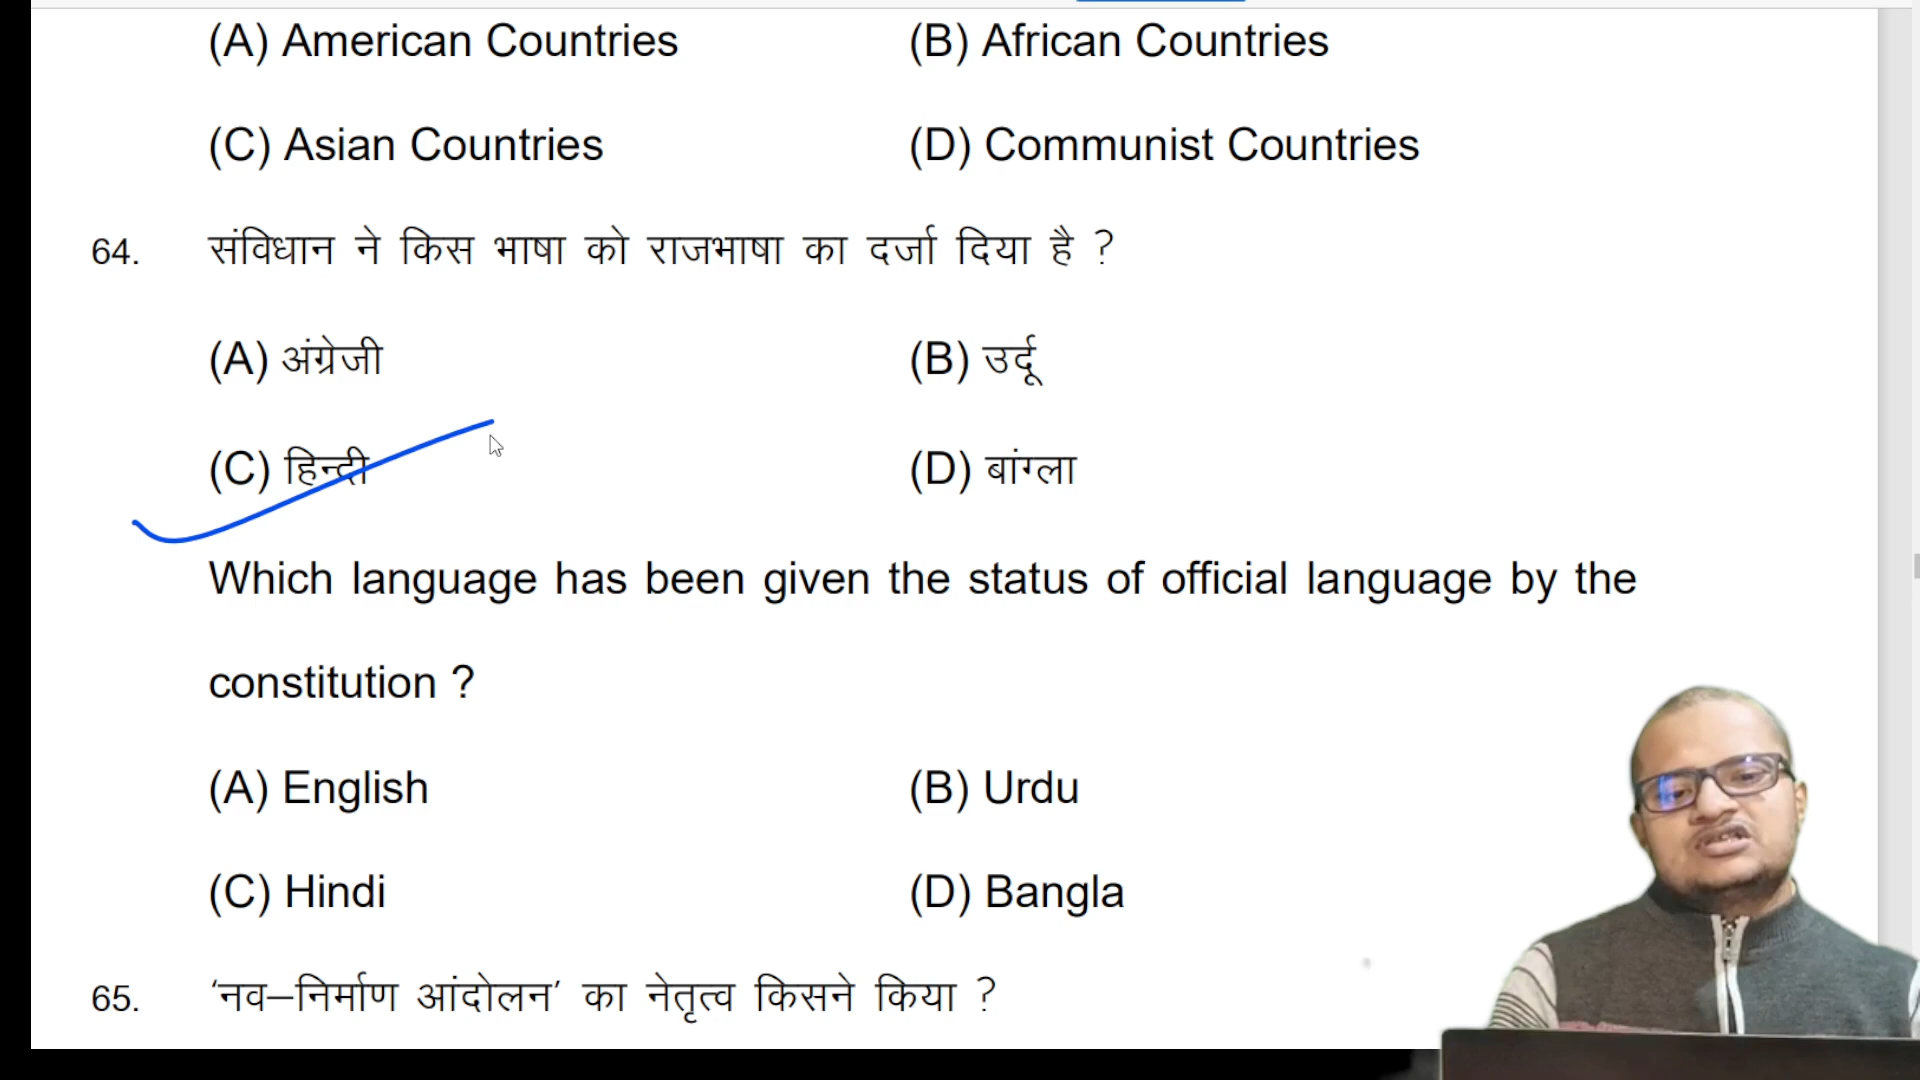 (A) American Countries (B) African Countries
(C) Asian Countries (D) Communist Countries
64. संविधान ने किस भाषा को राजभाषा का दर्जा दिया है ?
(A) अंग्रेजी (B) उर्दू
(C) हिन्दी (D) बांग्ला
Which language has been given the status of official language by the
constitution ?
(A) English (B) Urdu
(C) Hindi (D) Bangla
65. ‘नव–निर्माण आंदोलन’ का नेतृत्व किसने किया ?